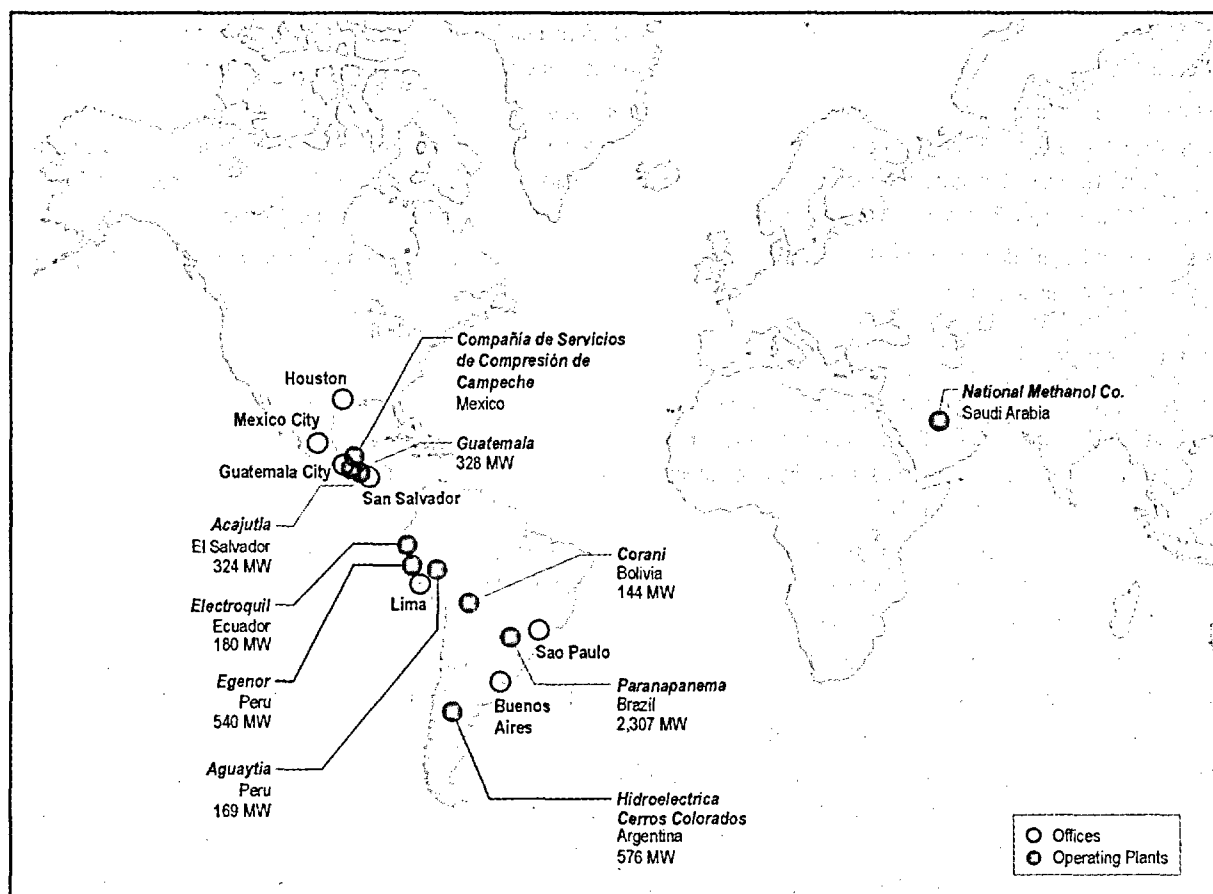 Compañía de Servicios
de Compresión de
Campeche
Mexico
Houston
Mexico City
National Methanol Co.
Saudi Arabia
Guatemala
328 MW
Guatemala City
San Salvador
Acajutla
El Salvador
324 MW
Electroquil
Ecuador
180 MW
Egenor
Peru
540 MW
Aguaytia
Peru
169 MW
Lima
Corani
Bolivia
144 MW
Sao Paulo
Paranapanema
Brezil
2,307 MW
Buenos
Aires
Hidroelectrica
Cerros Colorados
Argentina
576 MW
Offices
Operating Plants